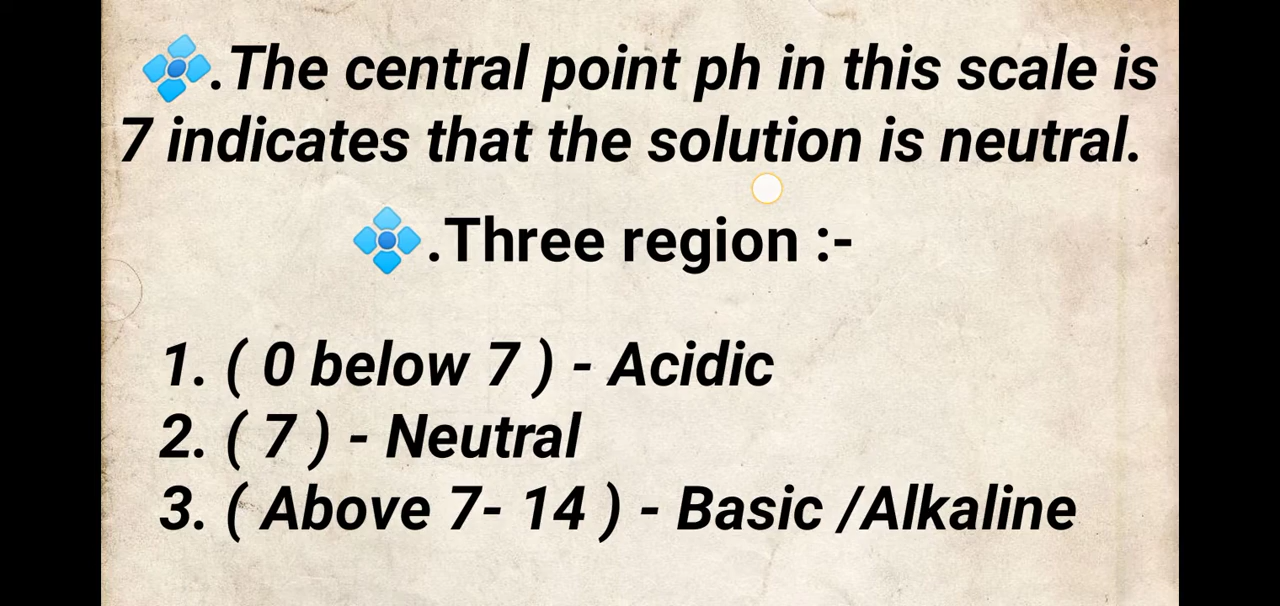 .The central point ph in this scale is
7 indicates that the solution is neutral.
.Three region :-
1. ( 0 below 7 ) - Acidic
2. ( 7 ) - Neutral
3. ( Above 7- 14 ) - Basic /Alkaline